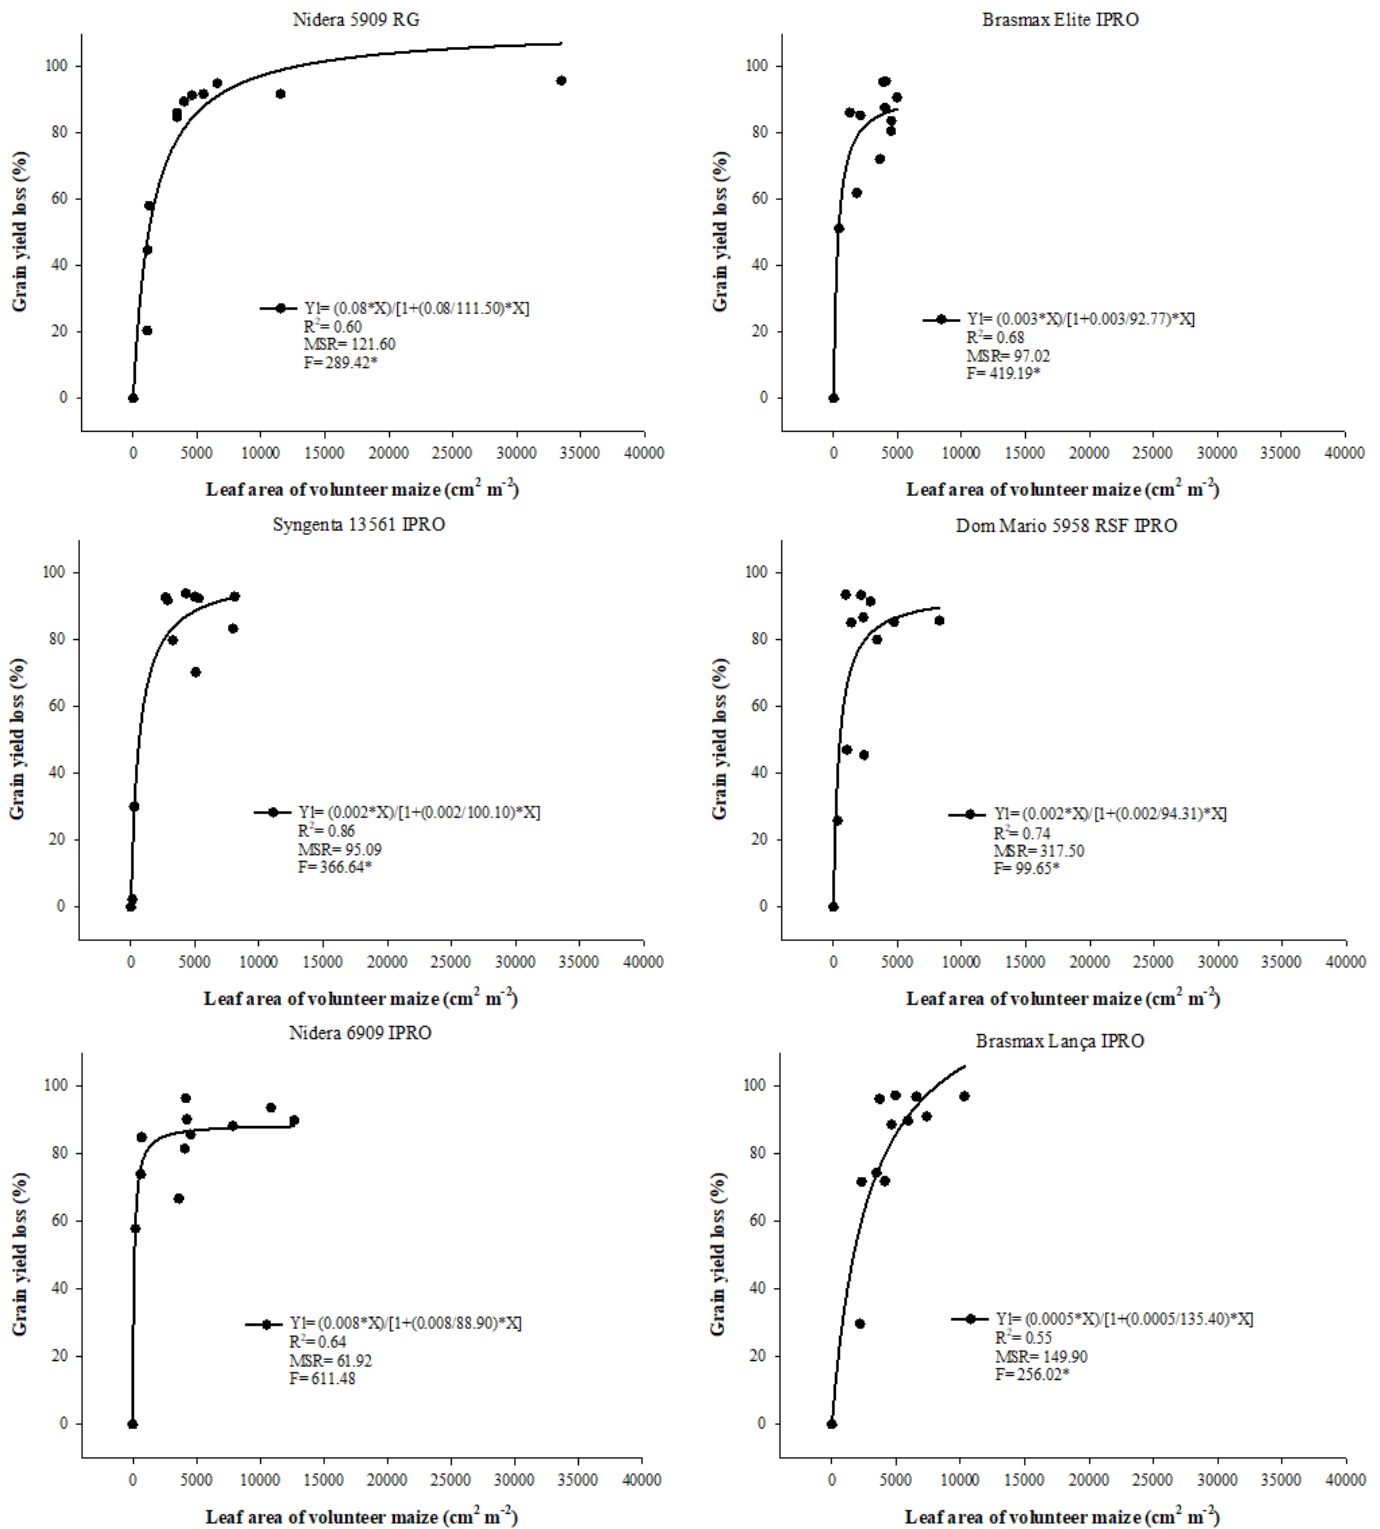 Nidera 5909 RG
100
80
60
40
20
0
Grain yield loss (%)
Y1= (0.08*X)/[1+(0.08/111.50)*X]
R²= 0.60
MSR= 121.60
F= 289.42*
0 5000 10000 15000 20000 25000 30000 35000 40000
Leaf area of volunteer maize (cm² m⁻²)
Brasmax Elite IPRO
100
80
60
40
20
0
Grain yield loss (%)
Y1= (0.003*X)/[1+0.003/92.77)*X]
R²= 0.68
MSR= 97.02
F= 419.19*
0 5000 10000 15000 20000 25000 30000 35000 40000
Leaf area of volunteer maize (cm² m⁻²)
Syngenta 13561 IPRO
100
80
60
40
20
0
Grain yield loss (%)
Y1= (0.002*X)/[1+(0.002/100.10)*X]
R²= 0.86
MSR= 95.09
F= 366.64*
0 5000 10000 15000 20000 25000 30000 35000 40000
Leaf area of volunteer maize (cm² m⁻²)
Dom Mario 5958 RSF IPRO
100
80
60
40
20
0
Grain yield loss (%)
Y1= (0.002*X)/[1+(0.002/94.31)*X]
R²= 0.74
MSR= 317.50
F= 99.65*
0 5000 10000 15000 20000 25000 30000 35000 40000
Leaf area of volunteer maize (cm² m⁻²)
Nidera 6909 IPRO
100
80
60
40
20
0
Grain yield loss (%)
Y1= (0.008*X)/[1+(0.008/88.90)*X]
R²= 0.64
MSR= 61.92
F= 611.48
0 5000 10000 15000 20000 25000 30000 35000 40000
Leaf area of volunteer maize (cm² m⁻²)
Brasmax Lança IPRO
100
80
60
40
20
0
Grain yield loss (%)
Y1= (0.0005*X)/[1+(0.0005/135.40)*X]
R²= 0.55
MSR= 149.90
F= 256.02*
0 5000 10000 15000 20000 25000 30000 35000 40000
Leaf area of volunteer maize (cm² m⁻²)